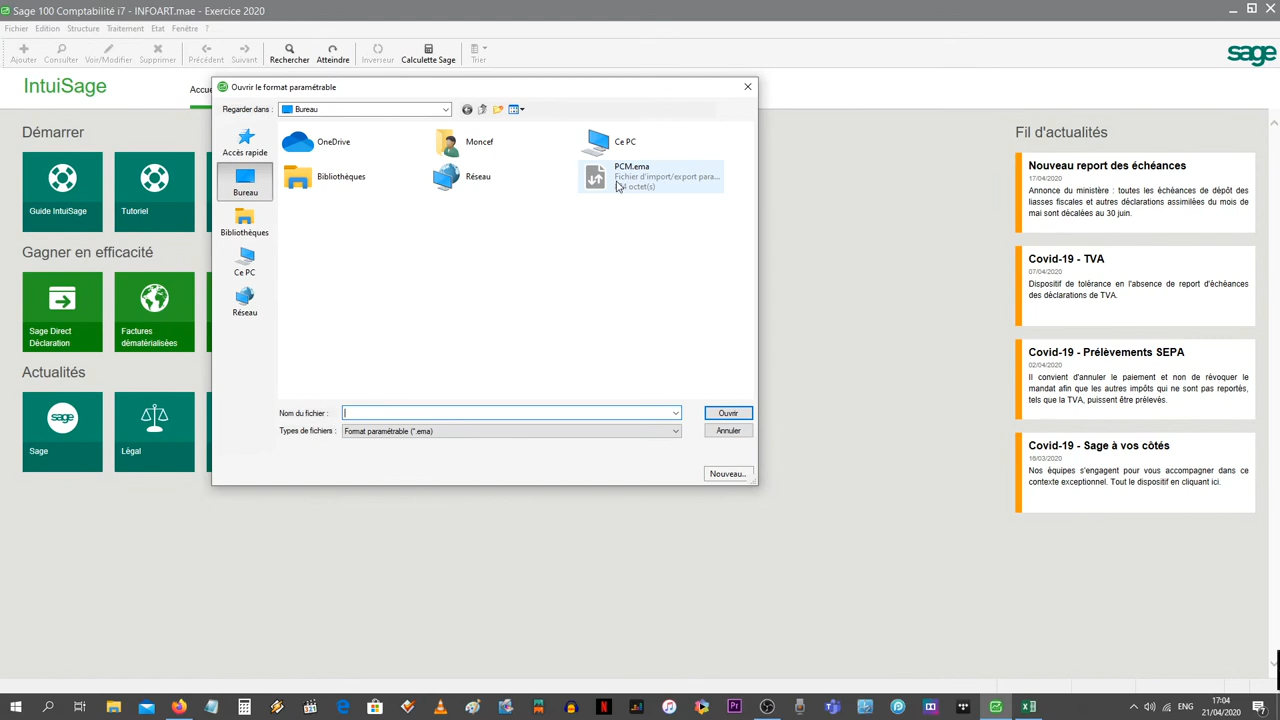 Sage 100 Comptabilité i7 - INFOART.mae - Exercice 2020
Fichier Edition Structure Traitement Etat Fenêtre ?
Ajouter Consulter Voir/Modifier Supprimer Précédent Suivant Rechercher Atteindre Inverseur Calculette Sage Trier
sage
IntuiSage
Accue
Démarrer
Guide IntuiSage
Tutoriel
Gagner en efficacité
Sage Direct
Déclaration
Factures
dématérialisées
Actualités
sage
Sage
Légal
Ouvrir le format paramétrable
Regarder dans :
Bureau
Accès rapide
Bureau
Bibliothèques
Ce PC
Réseau
OneDrive
Moncef
Ce PC
Bibliothèques
Réseau
PCM.ema
Fichier d'import/export para...
octet(s)
Nom du fichier :
Ouvrir
Types de fichiers :
Format paramétrable (*.ema)
Annuler
Nouveau...
Fil d'actualités
Nouveau report des échéances
17/04/2020
Annonce du ministère : toutes les échéances de dépôt des
liasses fiscales et autres déclarations assimilées du mois de
mai sont décalées au 30 juin.
Covid-19 - TVA
07/04/2020
Dispositif de tolérance en l'absence de report d'échéances
des déclarations de TVA.
Covid-19 - Prélèvements SEPA
02/04/2020
Il convient d'annuler le paiement et non de révoquer le
mandat afin que les autres impôts qui ne sont pas reportés,
tels que la TVA, puissent être prélevés.
Covid-19 - Sage à vos côtés
16/03/2020
Nos équipes s'engagent pour vous accompagner dans ce
contexte exceptionnel. Tout le dispositif en cliquant ici.
ENG
17:04
21/04/2020